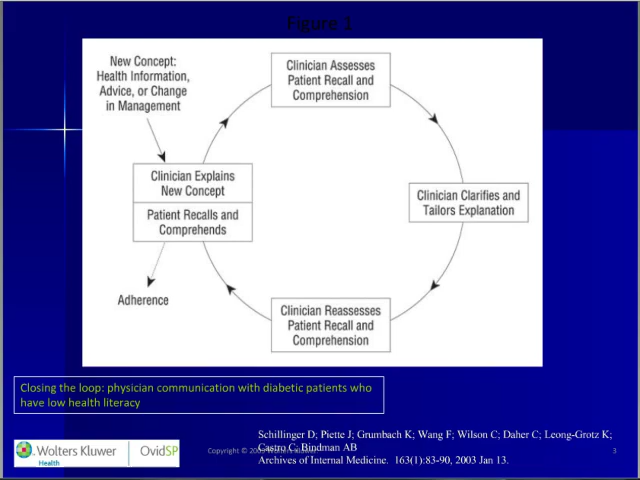 Figure 1
New Concept:
Health Information,
Advice, or Change
in Management
Clinician Assesses
Patient Recall and
Comprehension
Clinician Explains
New Concept
Patient Recalls and
Comprehends
Clinician Clarifies and
Tailors Explanation
Adherence
Clinician Reassesses
Patient Recall and
Comprehension
Closing the loop: physician communication with diabetic patients who
have low health literacy
Schillinger D; Piette J; Grumbach K; Wang F; Wilson C; Daher C; Leong-Grotz K;
Castro C; Bindman AB
Archives of Internal Medicine. 163(1):83-90, 2003 Jan 13.
Wolters Kluwer
Health
OvidSP
Copyright ©
3